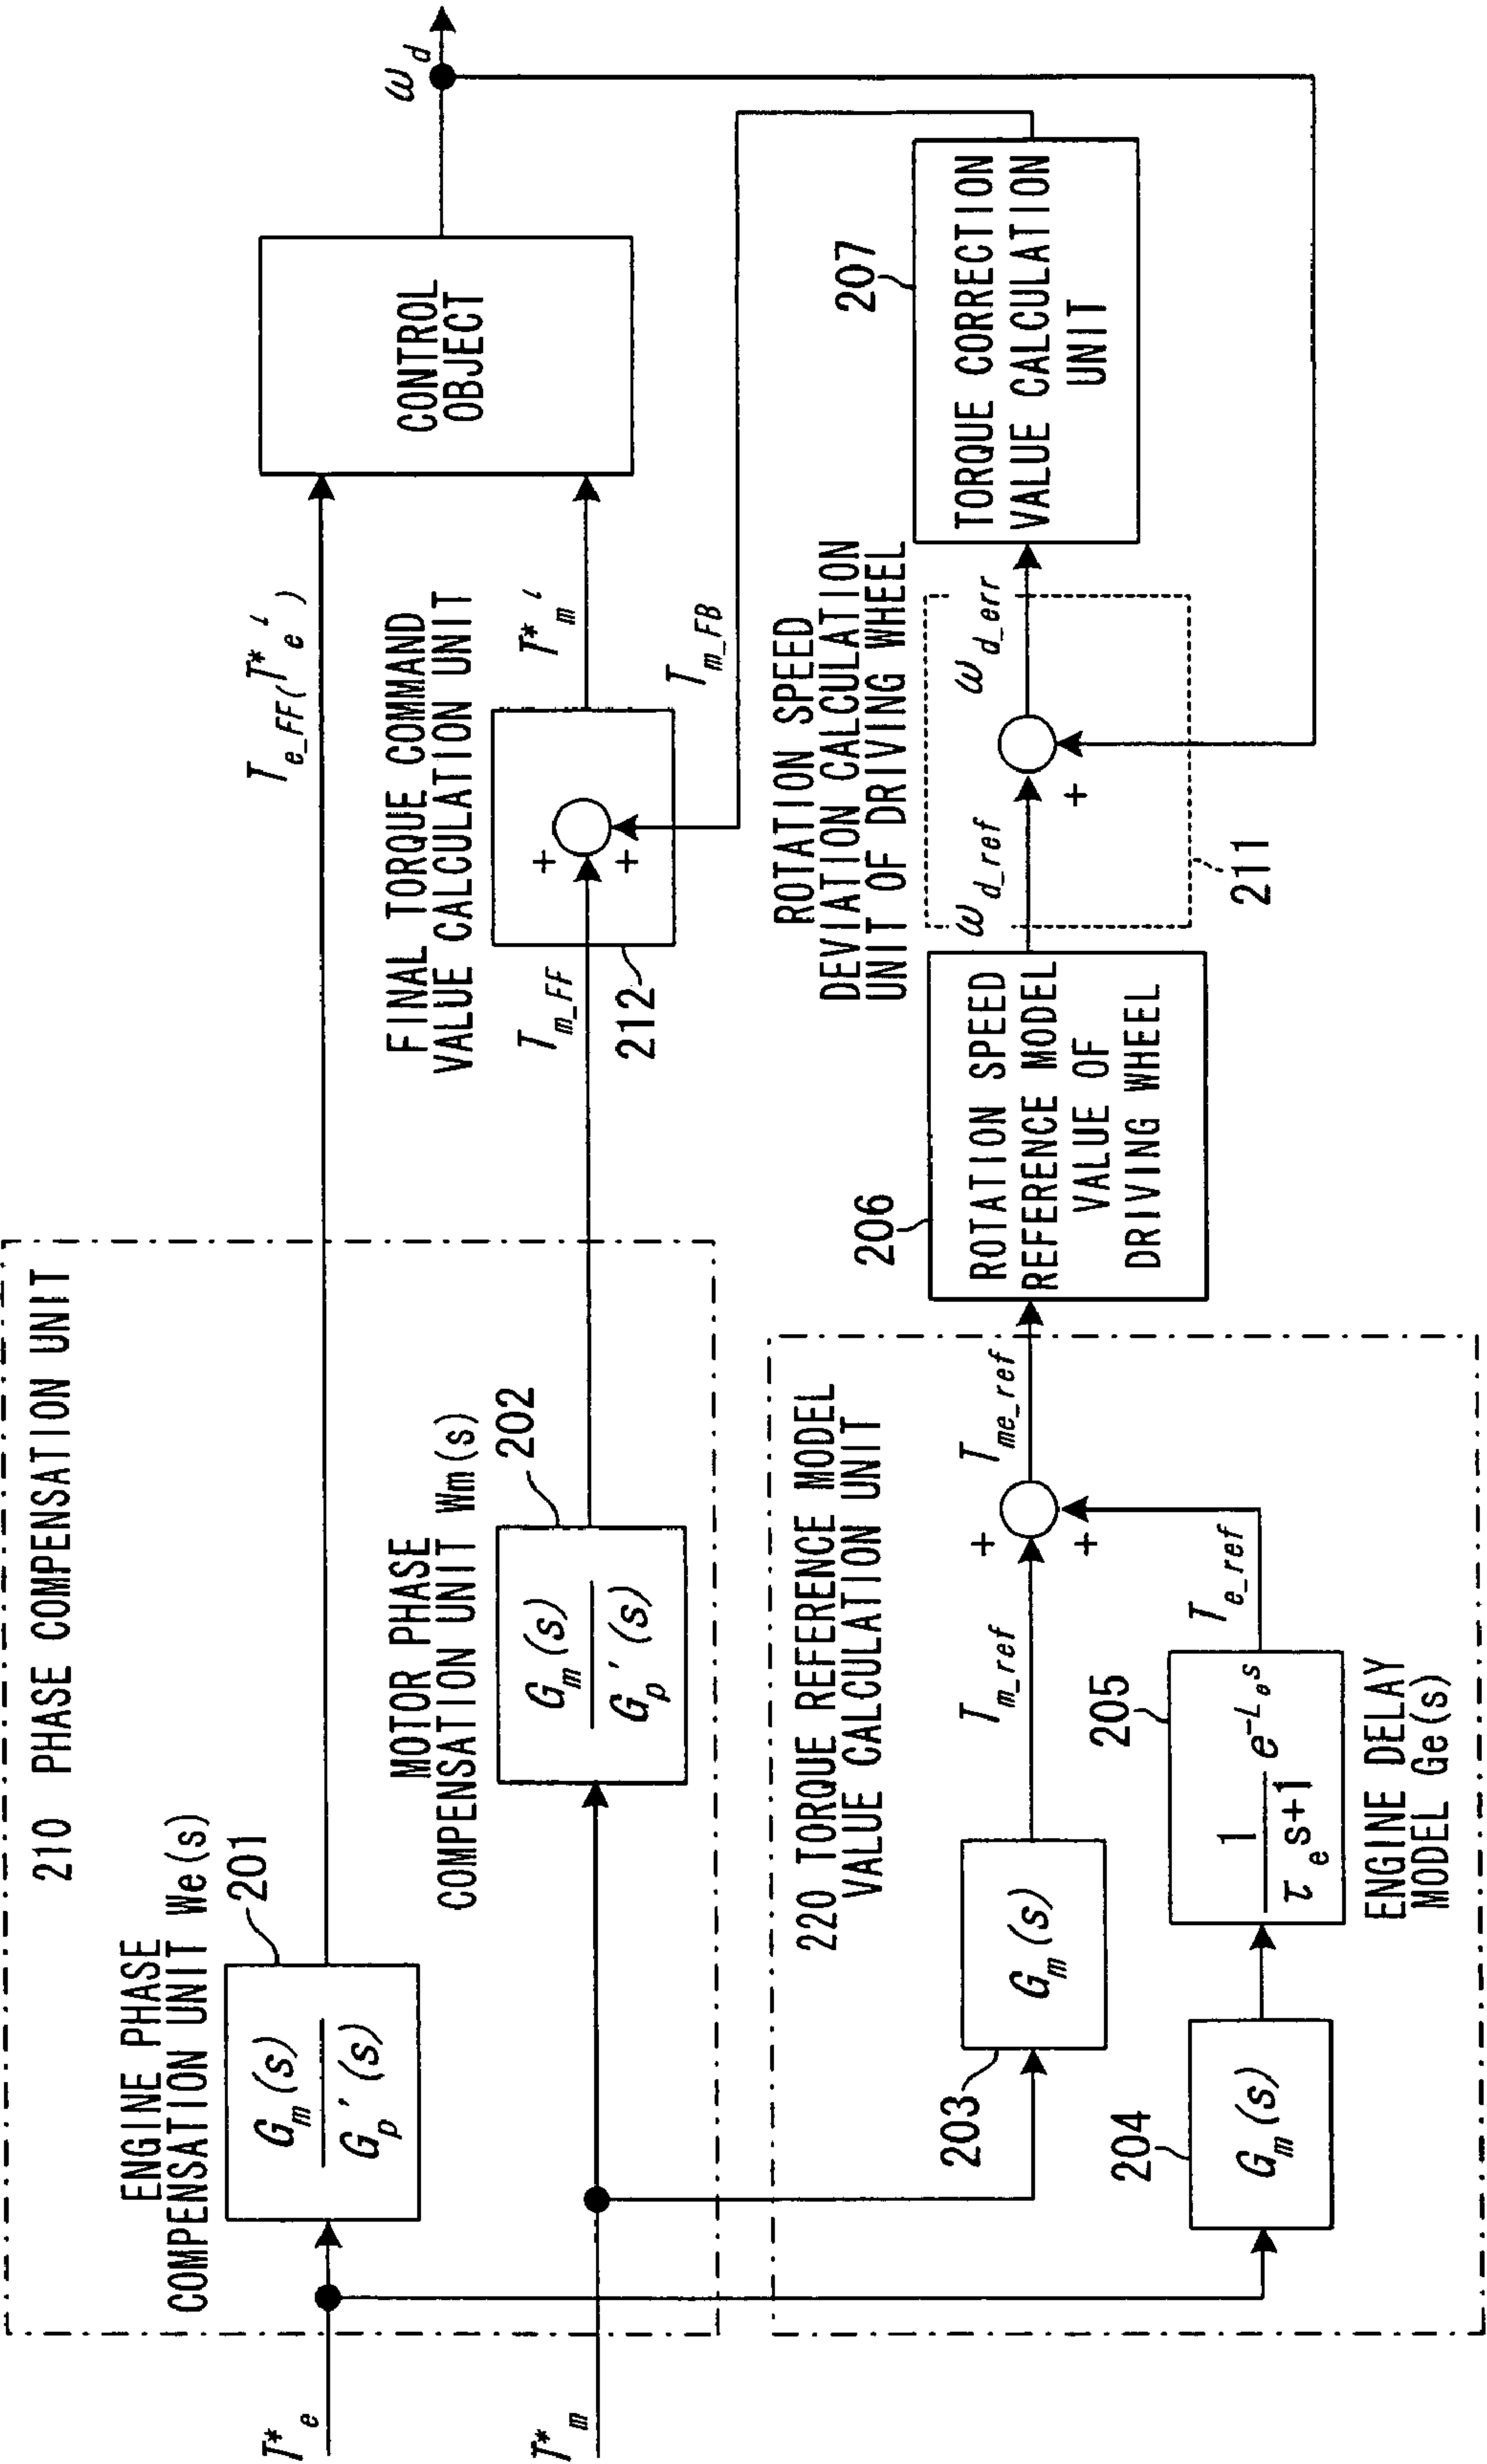 210 PHASE COMPENSATION UNIT
ENGINE PHASE
COMPENSATION UNIT We(s)
201
Gm(s)
Gp'(s)
T*e
Te_FF(T*e')
MOTOR PHASE
COMPENSATION UNIT Wm(s)
202
Gm(s)
Gp'(s)
T*m
Tm_FF
FINAL TORQUE COMMAND
VALUE CALCULATION UNIT
+
+
212
T*m'
Tm_FB
CONTROL
OBJECT
ωd
220 TORQUE REFERENCE MODEL
VALUE CALCULATION UNIT
203
Gm(s)
Tm_ref
204
Gm(s)
205
1
τe s+1
e-Les
ENGINE DELAY
MODEL Ge(s)
Te_ref
+
+
Tme_ref
206
ROTATION SPEED
REFERENCE MODEL
VALUE OF
DRIVING WHEEL
ROTATION SPEED
DEVIATION CALCULATION
UNIT OF DRIVING WHEEL
ωd_ref
+
ωd_err
211
207
TORQUE CORRECTION
VALUE CALCULATION
UNIT